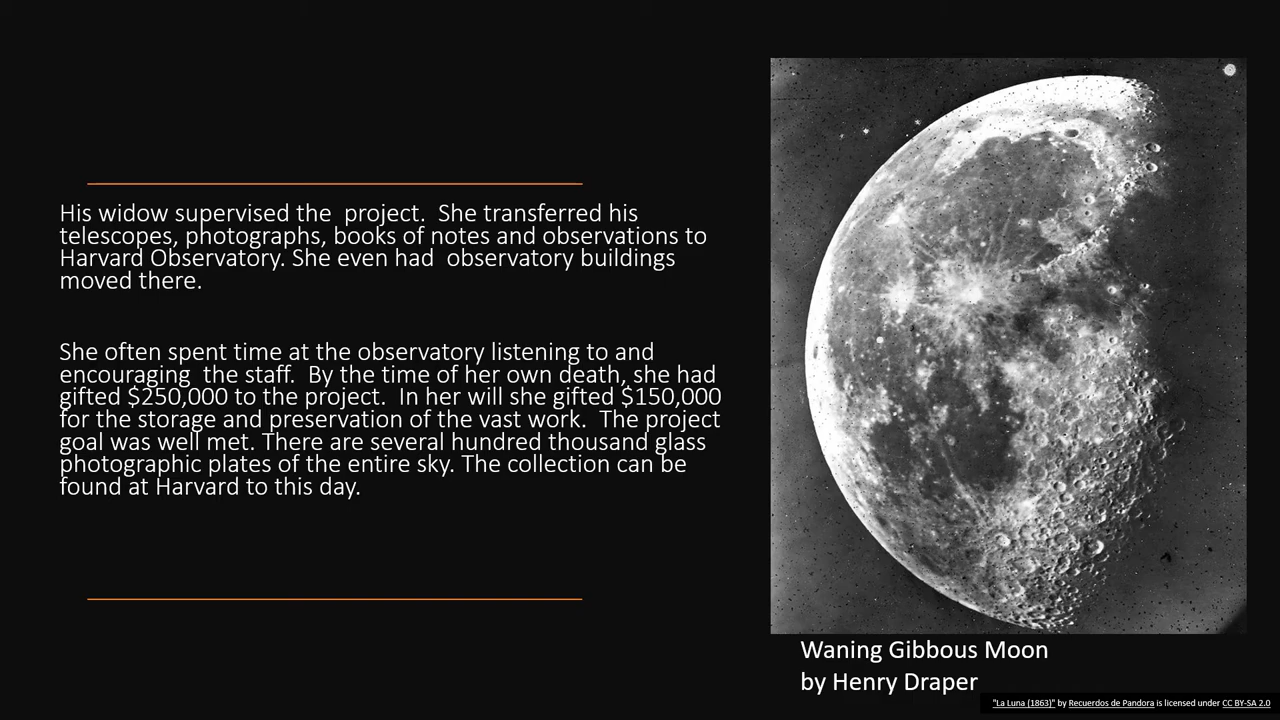 His widow supervised the  project.  She transferred his
telescopes, photographs, books of notes and observations to
Harvard Observatory. She even had  observatory buildings
moved there.
She often spent time at the observatory listening to and
encouraging  the staff.  By the time of her own death, she had
gifted $250,000 to the project.  In her will she gifted $150,000
for the storage and preservation of the vast work.  The project
goal was well met. There are several hundred thousand glass
photographic plates of the entire sky. The collection can be
found at Harvard to this day.
Waning Gibbous Moon
by Henry Draper
"La Luna (1863)" by Recuerdos de Pandora is licensed under CC BY-SA 2.0